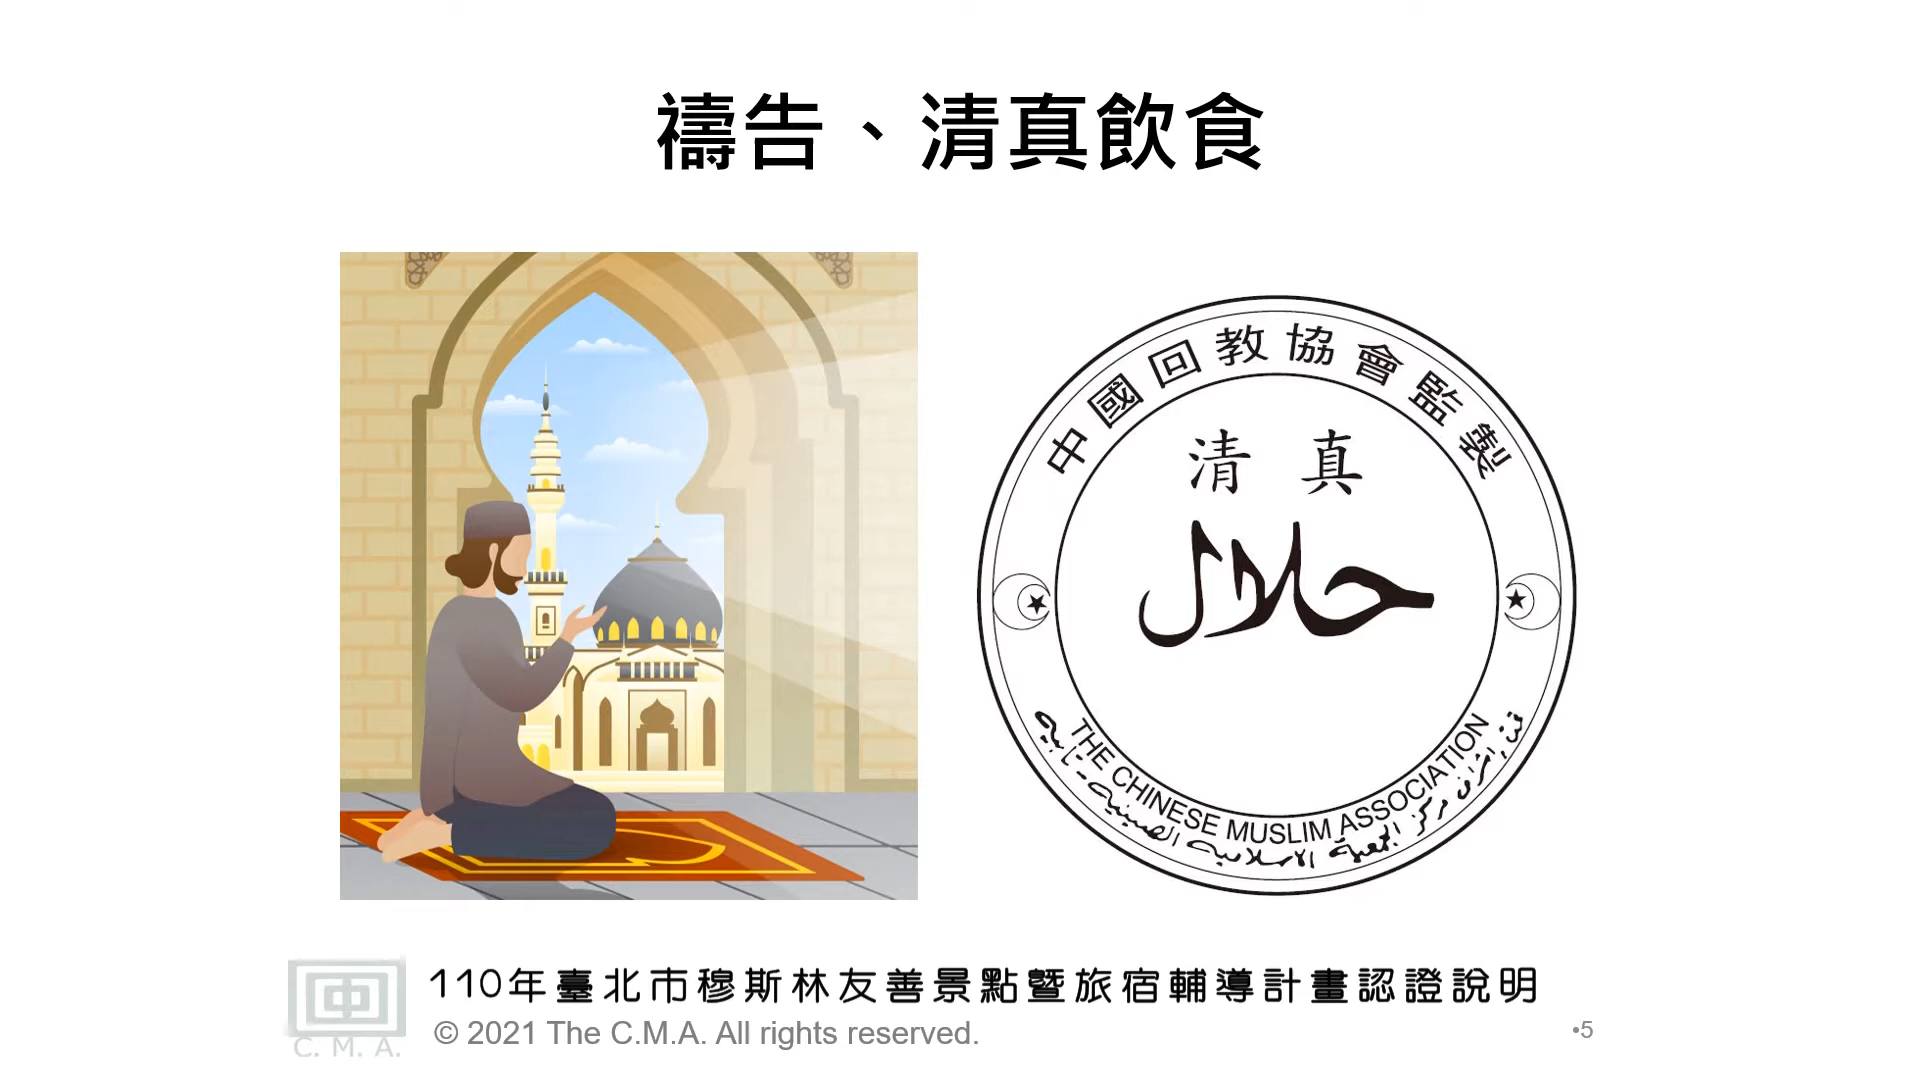 禱告、清真飲食
中國回教協會監製
清 真
حلال
THE CHINESE MUSLIM ASSOCIATION
中
C. M. A.
110年臺北市穆斯林友善景點暨旅宿輔導計畫認證說明
© 2021 The C.M.A. All rights reserved.
•5